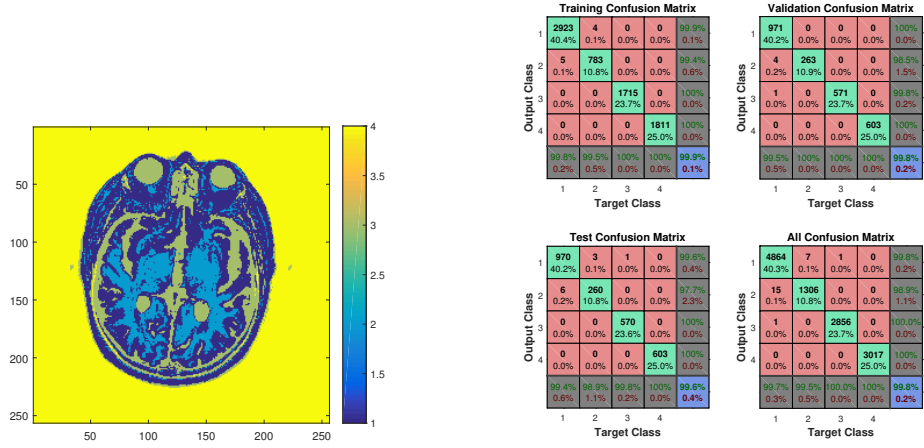 Training Confusion Matrix
1 2923 4 0 0 99.9%
40.4% 0.1% 0.0% 0.0% 0.1%
2 5 783 0 0 99.4%
0.1% 10.8% 0.0% 0.0% 0.6%
3 0 0 1715 0 100%
0.0% 0.0% 23.7% 0.0% 0.0%
4 0 0 0 1811 100%
0.0% 0.0% 0.0% 25.0% 0.0%
99.8% 99.5% 100% 100% 99.9%
0.2% 0.5% 0.0% 0.0% 0.1%
1 2 3 4
Target Class
Output Class
Validation Confusion Matrix
1 971 0 0 0 100%
40.2% 0.0% 0.0% 0.0% 0.0%
2 4 263 0 0 98.5%
0.2% 10.9% 0.0% 0.0% 1.5%
3 1 0 571 0 99.8%
0.0% 0.0% 23.7% 0.0% 0.2%
4 0 0 0 603 100%
0.0% 0.0% 0.0% 25.0% 0.0%
99.5% 100% 100% 100% 99.8%
0.5% 0.0% 0.0% 0.0% 0.2%
1 2 3 4
Target Class
Output Class
50
100
150
200
250
50 100 150 200 250
4
3.5
3
2.5
2
1.5
1
Test Confusion Matrix
1 970 3 1 0 99.6%
40.2% 0.1% 0.0% 0.0% 0.4%
2 6 260 0 0 97.7%
0.2% 10.8% 0.0% 0.0% 2.3%
3 0 0 570 0 100%
0.0% 0.0% 23.6% 0.0% 0.0%
4 0 0 0 603 100%
0.0% 0.0% 0.0% 25.0% 0.0%
99.4% 98.9% 99.8% 100% 99.6%
0.6% 1.1% 0.2% 0.0% 0.4%
1 2 3 4
Target Class
Output Class
All Confusion Matrix
1 4864 7 1 0 99.8%
40.3% 0.1% 0.0% 0.0% 0.2%
2 15 1306 0 0 98.9%
0.1% 10.8% 0.0% 0.0% 1.1%
3 1 0 2856 0 100.0%
0.0% 0.0% 23.7% 0.0% 0.0%
4 0 0 0 3017 100%
0.0% 0.0% 0.0% 25.0% 0.0%
99.7% 99.5% 100.0% 100% 99.8%
0.3% 0.5% 0.0% 0.0% 0.2%
1 2 3 4
Target Class
Output Class